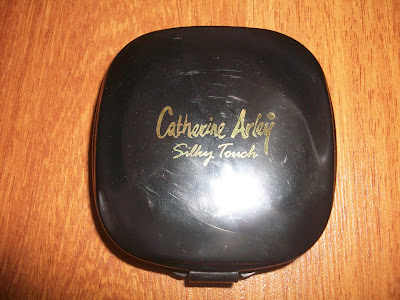 Catherine Arley
Silky Touch